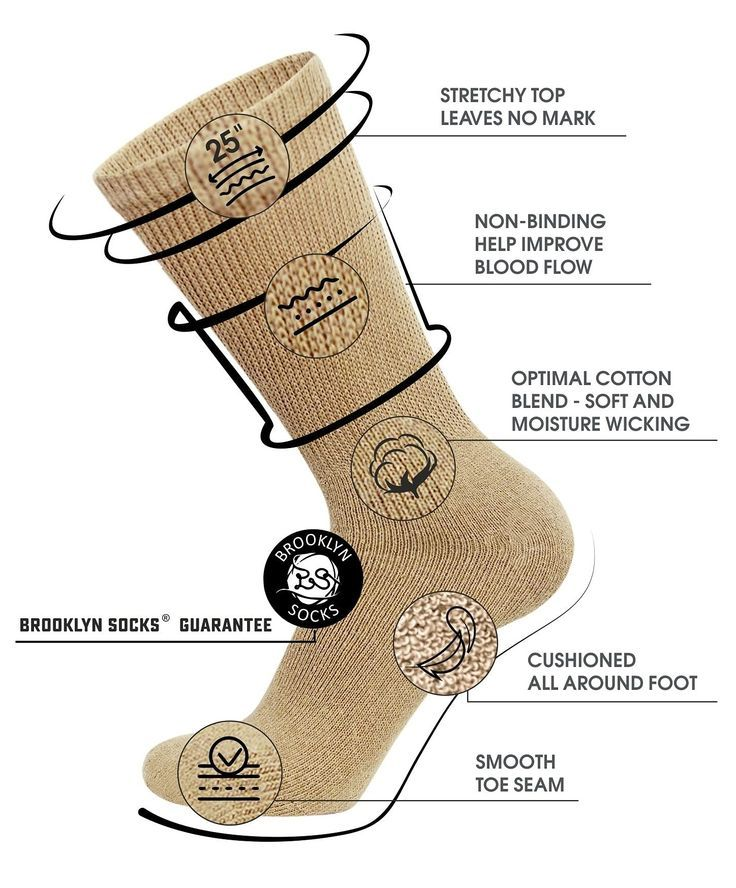 STRETCHY TOP
LEAVES NO MARK
25"
NON-BINDING
HELP IMPROVE
BLOOD FLOW
OPTIMAL COTTON
BLEND - SOFT AND
MOISTURE WICKING
BROOKLYN
SOCKS
BROOKLYN SOCKS® GUARANTEE
CUSHIONED
ALL AROUND FOOT
SMOOTH
TOE SEAM